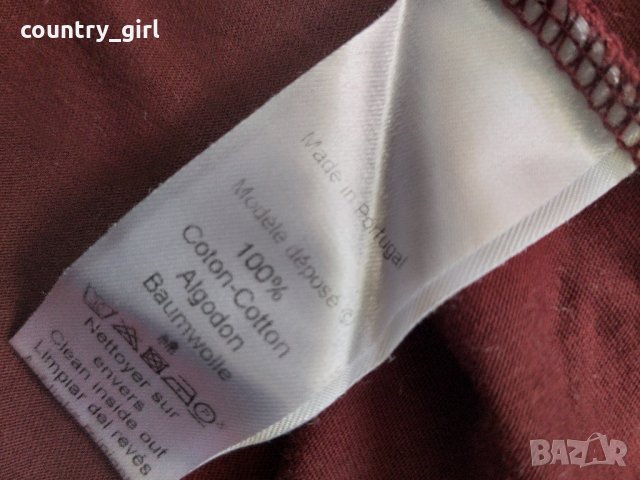 country_girl
Made in Portugal
Modèle déposé ©
100%
Coton-Cotton
Algodon
Baumwolle
Nettoyer sur
envers
Clean inside out
Limpiar del revés
BAZAR